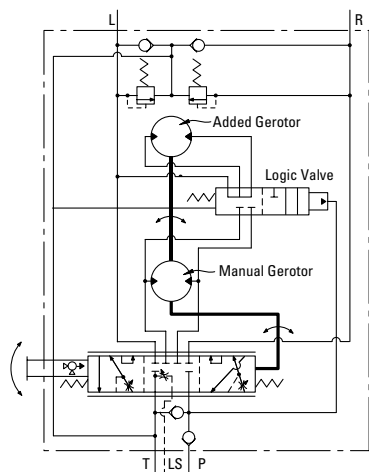 L R
Added Gerotor
Logic Valve
Manual Gerotor
T LS P